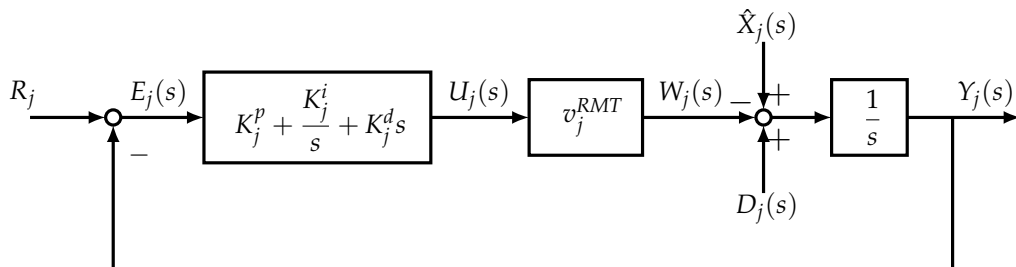 X̂_j(s)
R_j
E_j(s)
K_j^p + K_j^i/s + K_j^d s
U_j(s)
v_j^{RMT}
W_j(s)
−
+
+
1/s
Y_j(s)
−
D_j(s)